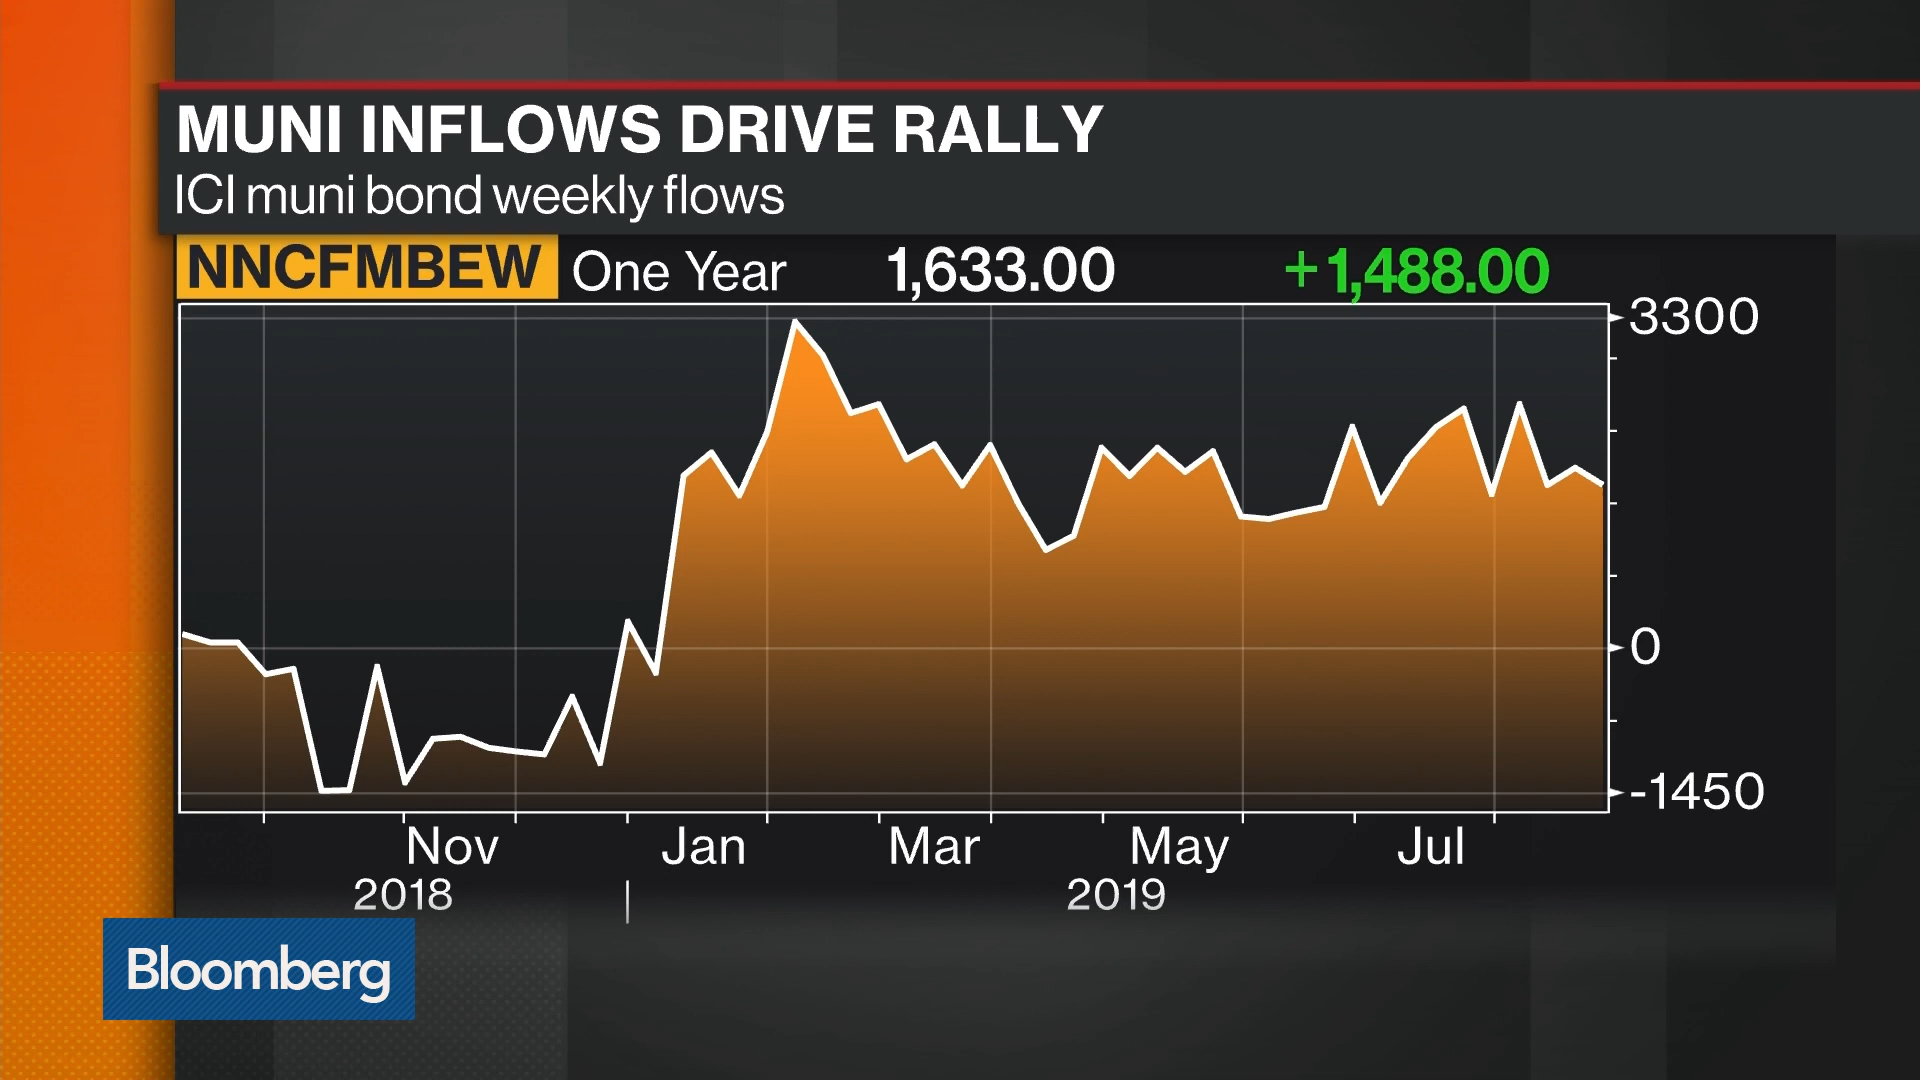 MUNI INFLOWS DRIVE RALLY
ICI muni bond weekly flows
NNCFMBEW One Year 1,633.00 +1,488.00
3300
0
-1450
Nov Jan Mar May Jul
2018 2019
Bloomberg